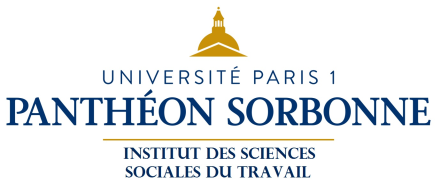 UNIVERSITÉ PARIS 1
PANTHÉON SORBONNE
INSTITUT DES SCIENCES
SOCIALES DU TRAVAIL